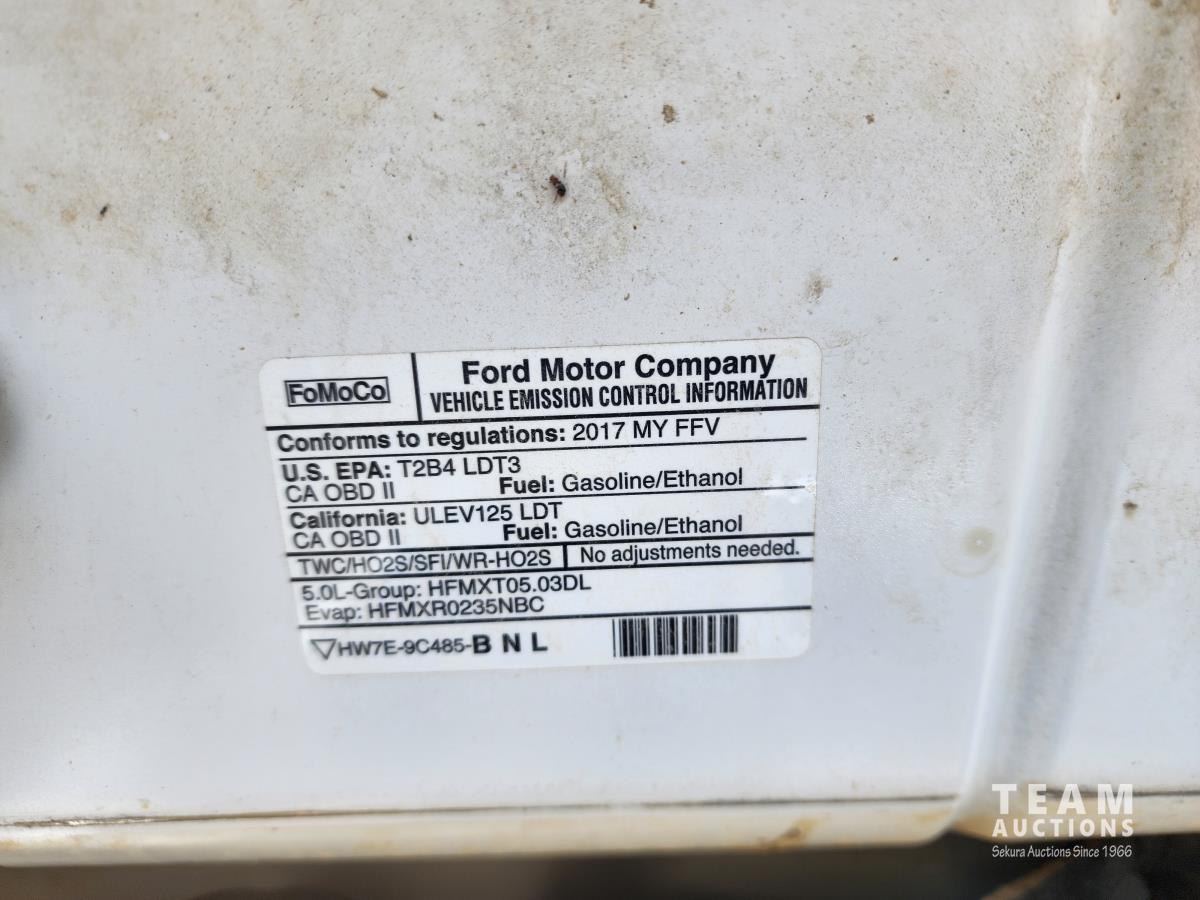 FoMoCo
Ford Motor Company
VEHICLE EMISSION CONTROL INFORMATION
Conforms to regulations: 2017 MY FFV
U.S. EPA: T2B4 LDT3
CA OBD II Fuel: Gasoline/Ethanol
California: ULEV125 LDT
CA OBD II Fuel: Gasoline/Ethanol
TWC/HO2S/SFI/WR-HO2S No adjustments needed.
5.0L-Group: HFMXT05.03DL
Evap: HFMXR0235NBC
HW7E-9C485-B N L
TEAM
AUCTIONS
Sekura Auctions Since 1966